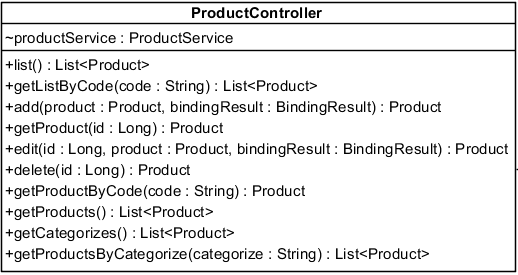 ProductController
~productService : ProductService
+list() : List<Product>
+getListByCode(code : String) : List<Product>
+add(product : Product, bindingResult : BindingResult) : Product
+getProduct(id : Long) : Product
+edit(id : Long, product : Product, bindingResult : BindingResult) : Product
+delete(id : Long) : Product
+getProductByCode(code : String) : Product
+getProducts() : List<Product>
+getCategorizes() : List<Product>
+getProductsByCategorize(categorize : String) : List<Product>